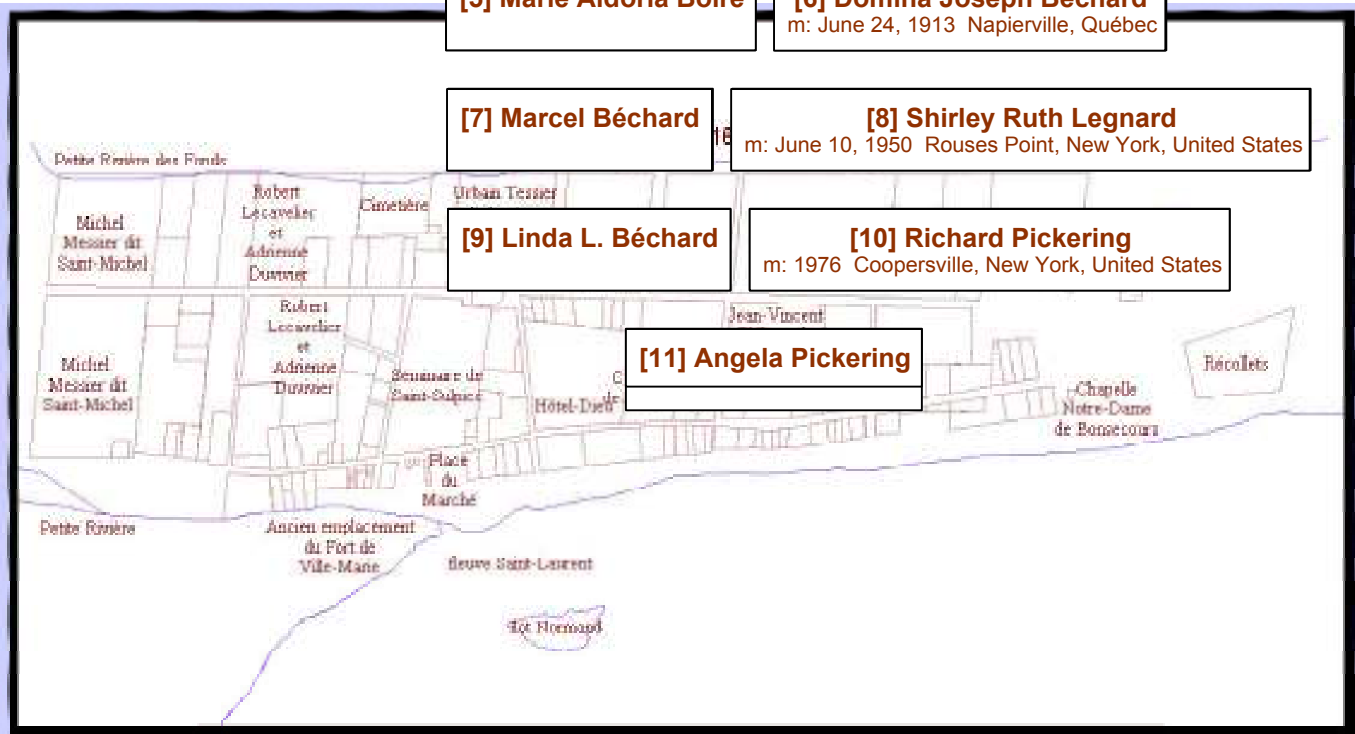 [5] Marie Aldoria Boire
[6] Domina Joseph Béchard
m: June 24, 1913 Napierville, Québec
[7] Marcel Béchard
[8] Shirley Ruth Legnard
m: June 10, 1950 Rouses Point, New York, United States
Petite Rivière des Fonds
Michel
Messier dit
Saint-Michel
Robert
Lecavelier
et
Adrienne
Duvivier
Cimetière
Urbain Tessier
[9] Linda L. Béchard
[10] Richard Pickering
m: 1976 Coopersville, New York, United States
Robert
Lecavelier
et
Adrienne
Duvivier
Jean-Vincent
[11] Angela Pickering
Michel
Messier dit
Saint-Michel
Séminaire de
Saint-Sulpice
Hôtel-Dieu
Récollets
Chapelle
Notre-Dame
de Bonsecours
Place
du
Marché
Petite Rivière
Ancien emplacement
du Fort de
Ville-Marie
fleuve Saint-Laurent
Îlot Normand